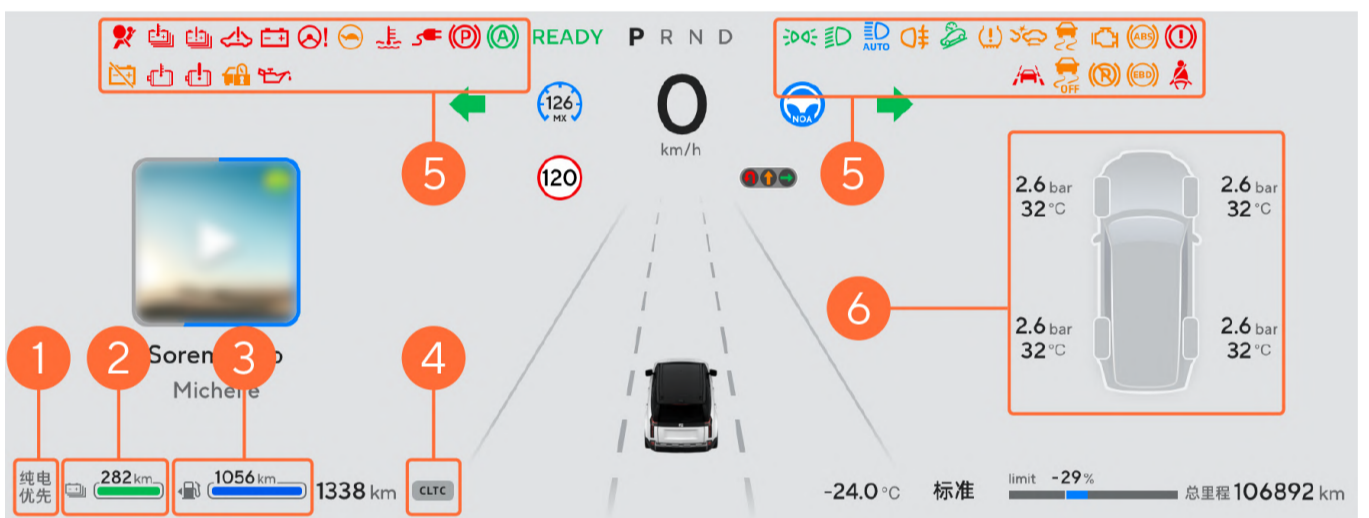 READY P R N D AUTO ABS
OFF EBD
126
MX
0
km/h
NOA
5
5
120
2.6 bar
32 °C
2.6 bar
32 °C
6
2.6 bar
32 °C
2.6 bar
32 °C
1
2
3
4
Michelle
纯电
优先
282 km
1056 km
1338 km
CLTC
-24.0 °C
标准
limit -29%
总里程 106892 km